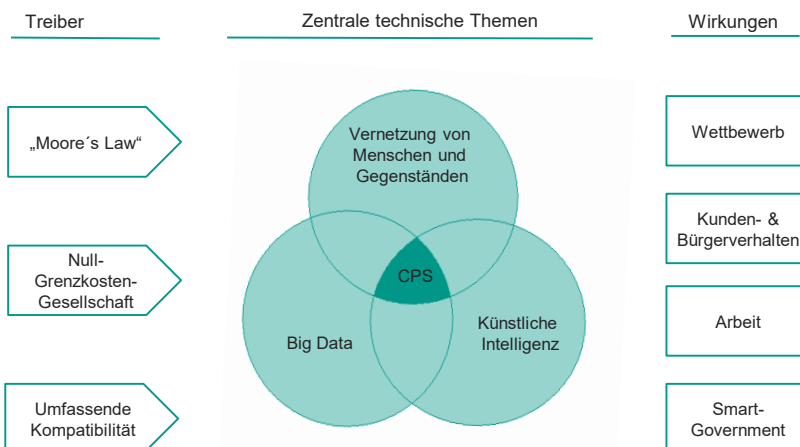 Treiber
Zentrale technische Themen
Wirkungen
„Moore´s Law“
Null-
Grenzkosten-
Gesellschaft
Umfassende
Kompatibilität
Vernetzung von
Menschen und
Gegenständen
CPS
Big Data
Künstliche
Intelligenz
Wettbewerb
Kunden- &
Bürgerverhalten
Arbeit
Smart-
Government